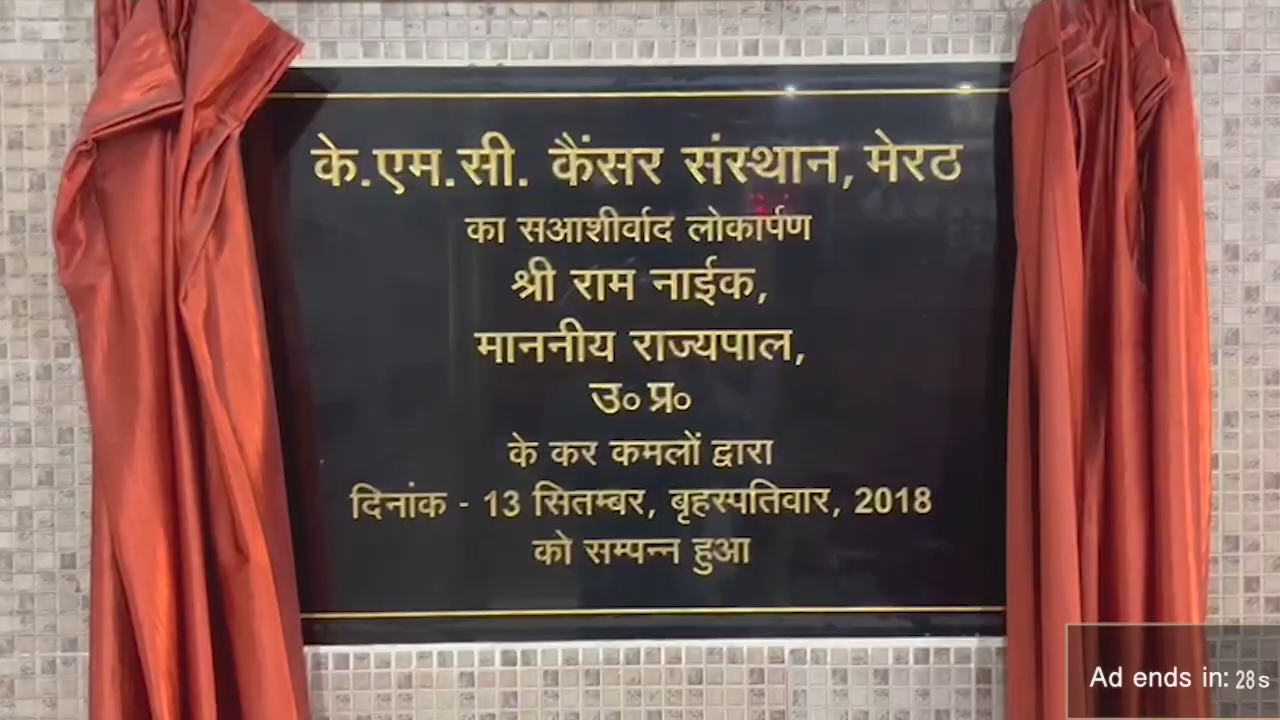 के.एम.सी. कैंसर संस्थान, मेरठ
का सआशीर्वाद लोकार्पण
श्री राम नाईक,
माननीय राज्यपाल,
उ० प्र०
के कर कमलों द्वारा
दिनांक - 13 सितम्बर, बृहस्पतिवार, 2018
को सम्पन्न हुआ
Ad ends in: 28s